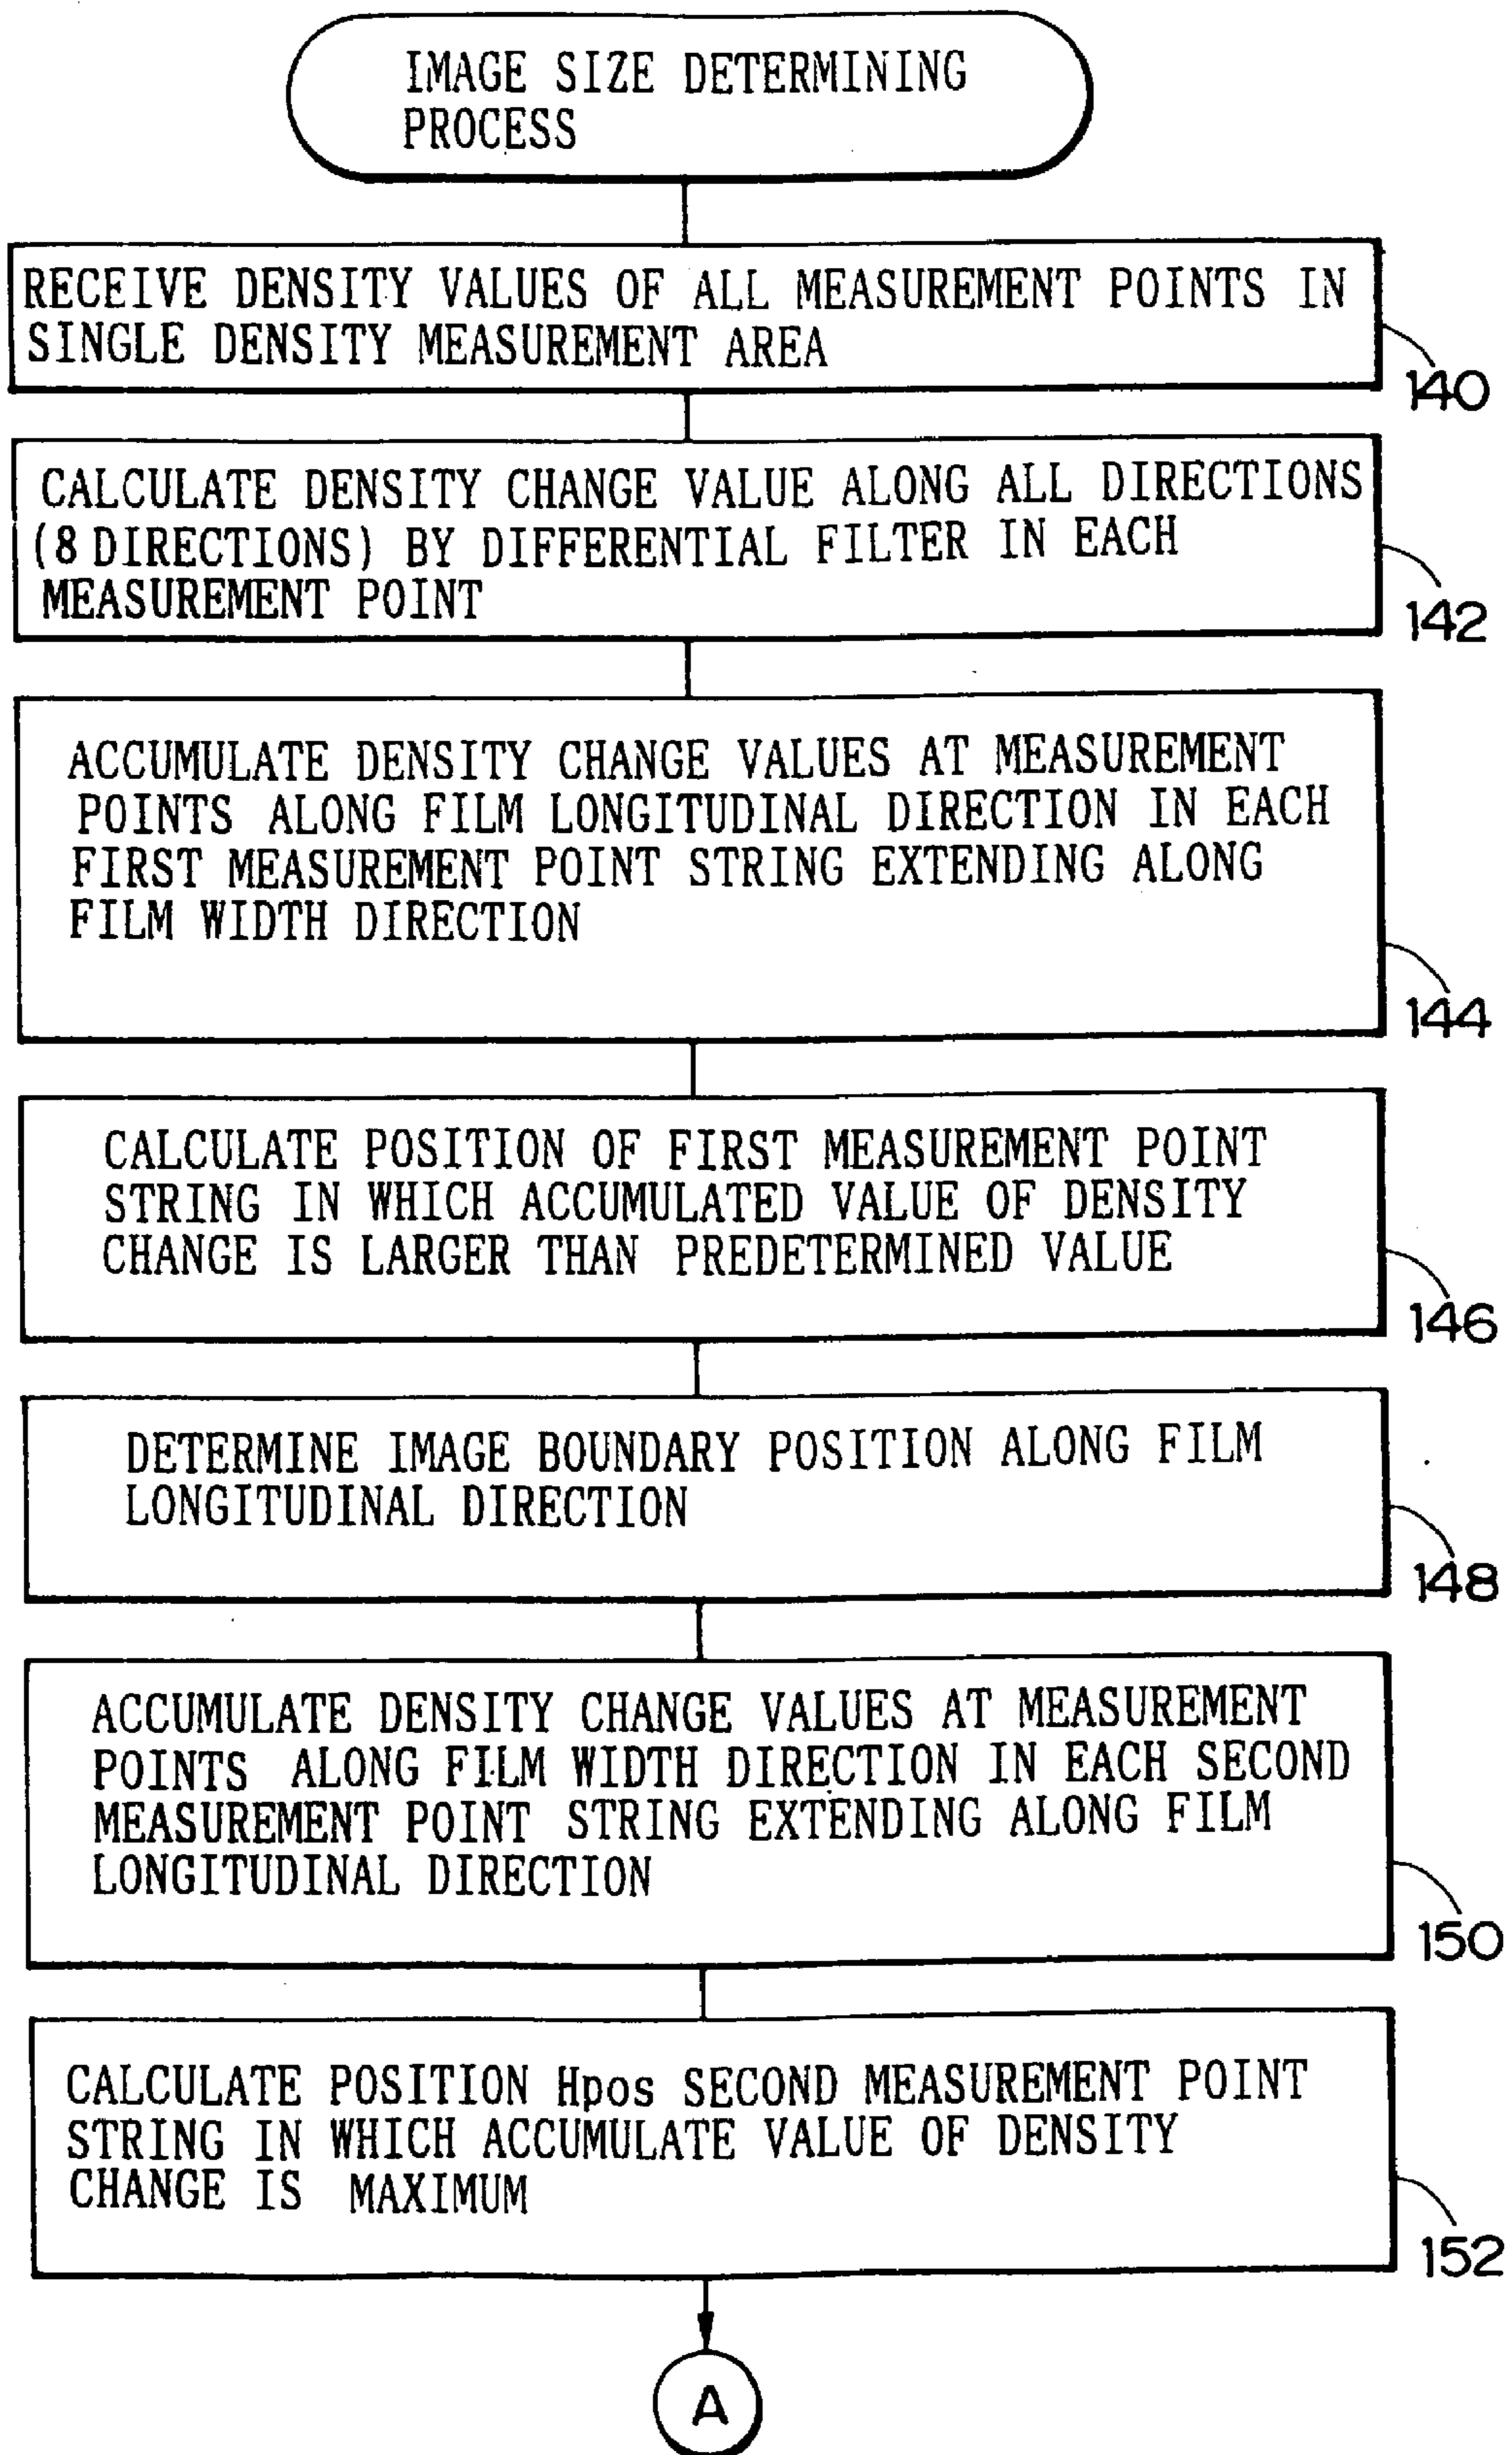 IMAGE SIZE DETERMINING
PROCESS
RECEIVE DENSITY VALUES OF ALL MEASUREMENT POINTS IN
SINGLE DENSITY MEASUREMENT AREA
140
CALCULATE DENSITY CHANGE VALUE ALONG ALL DIRECTIONS
(8 DIRECTIONS) BY DIFFERENTIAL FILTER IN EACH
MEASUREMENT POINT
142
ACCUMULATE DENSITY CHANGE VALUES AT MEASUREMENT
POINTS ALONG FILM LONGITUDINAL DIRECTION IN EACH
FIRST MEASUREMENT POINT STRING EXTENDING ALONG
FILM WIDTH DIRECTION
144
CALCULATE POSITION OF FIRST MEASUREMENT POINT
STRING IN WHICH ACCUMULATED VALUE OF DENSITY
CHANGE IS LARGER THAN PREDETERMINED VALUE
146
DETERMINE IMAGE BOUNDARY POSITION ALONG FILM
LONGITUDINAL DIRECTION
148
ACCUMULATE DENSITY CHANGE VALUES AT MEASUREMENT
POINTS ALONG FILM WIDTH DIRECTION IN EACH SECOND
MEASUREMENT POINT STRING EXTENDING ALONG FILM
LONGITUDINAL DIRECTION
150
CALCULATE POSITION Hpos SECOND MEASUREMENT POINT
STRING IN WHICH ACCUMULATE VALUE OF DENSITY
CHANGE IS MAXIMUM
152
A